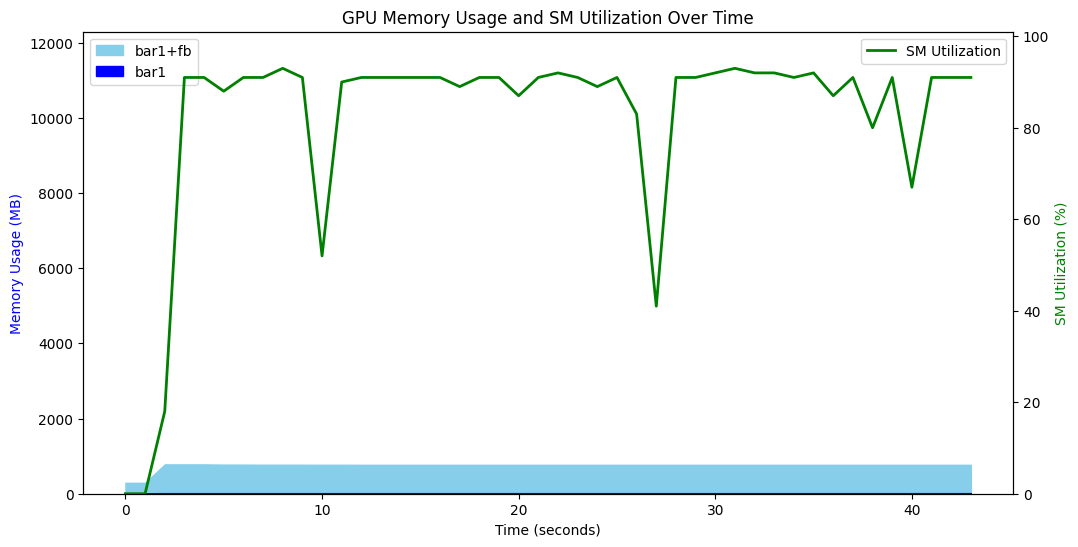 GPU Memory Usage and SM Utilization Over Time
bar1+fb
bar1
SM Utilization
12000
10000
8000
6000
4000
2000
0
Memory Usage (MB)
100
80
60
40
20
0
SM Utilization (%)
0
10
20
30
40
Time (seconds)